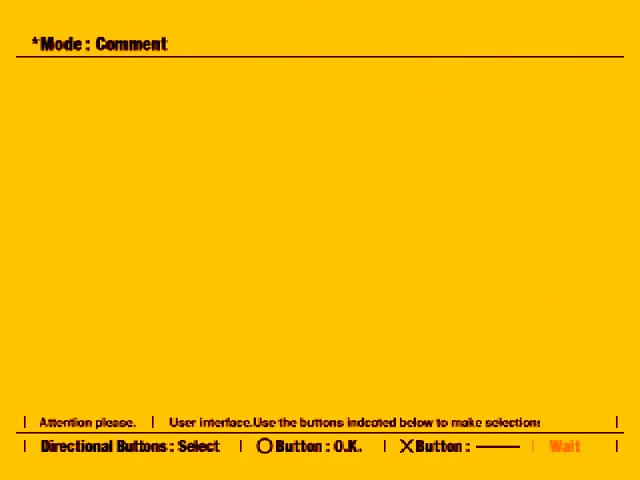 *Mode : Comment
Attention please. | User interface.Use the buttons indcated below to make selections
Directional Buttons : Select | ◯Button : O.K. | ╳Button : —— | Wait